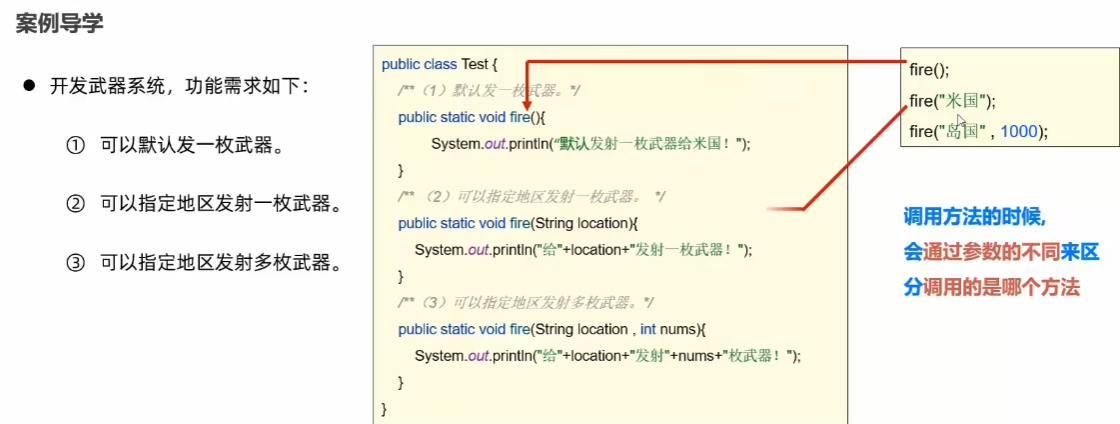 案例导学
● 开发武器系统，功能需求如下：
① 可以默认发一枚武器。
② 可以指定地区发射一枚武器。
③ 可以指定地区发射多枚武器。
public class Test {
/**（1）默认发一枚武器。*/
public static void fire(){
System.out.println("默认发射一枚武器给米国！");
}
/** （2）可以指定地区发射一枚武器。 */
public static void fire(String location){
System.out.println("给"+location+"发射一枚武器！");
}
/**（3）可以指定地区发射多枚武器。*/
public static void fire(String location , int nums){
System.out.println("给"+location+"发射"+nums+"枚武器！");
}
}
fire();
fire("米国");
fire("岛国" , 1000);
调用方法的时候,
会通过参数的不同来区
分调用的是哪个方法